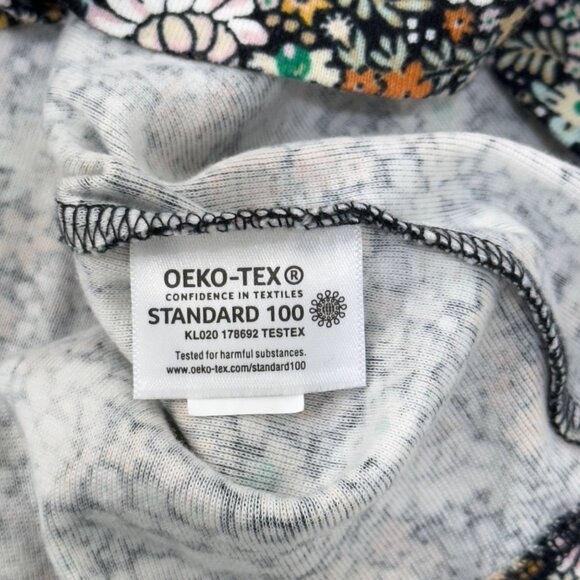 OEKO-TEX®
CONFIDENCE IN TEXTILES
STANDARD 100
KL020 178692 TESTEX
Tested for harmful substances.
www.oeko-tex.com/standard100